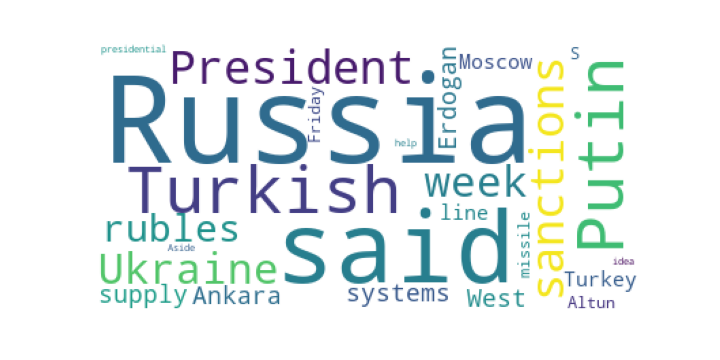 presidential
President
Moscow
S
Russia
Erdogan
sanctions
Putin
Friday
help
Turkish
week
rubles
line
said
missile
Aside
Ukraine
idea
supply
Ankara
systems
West
Turkey
Altun